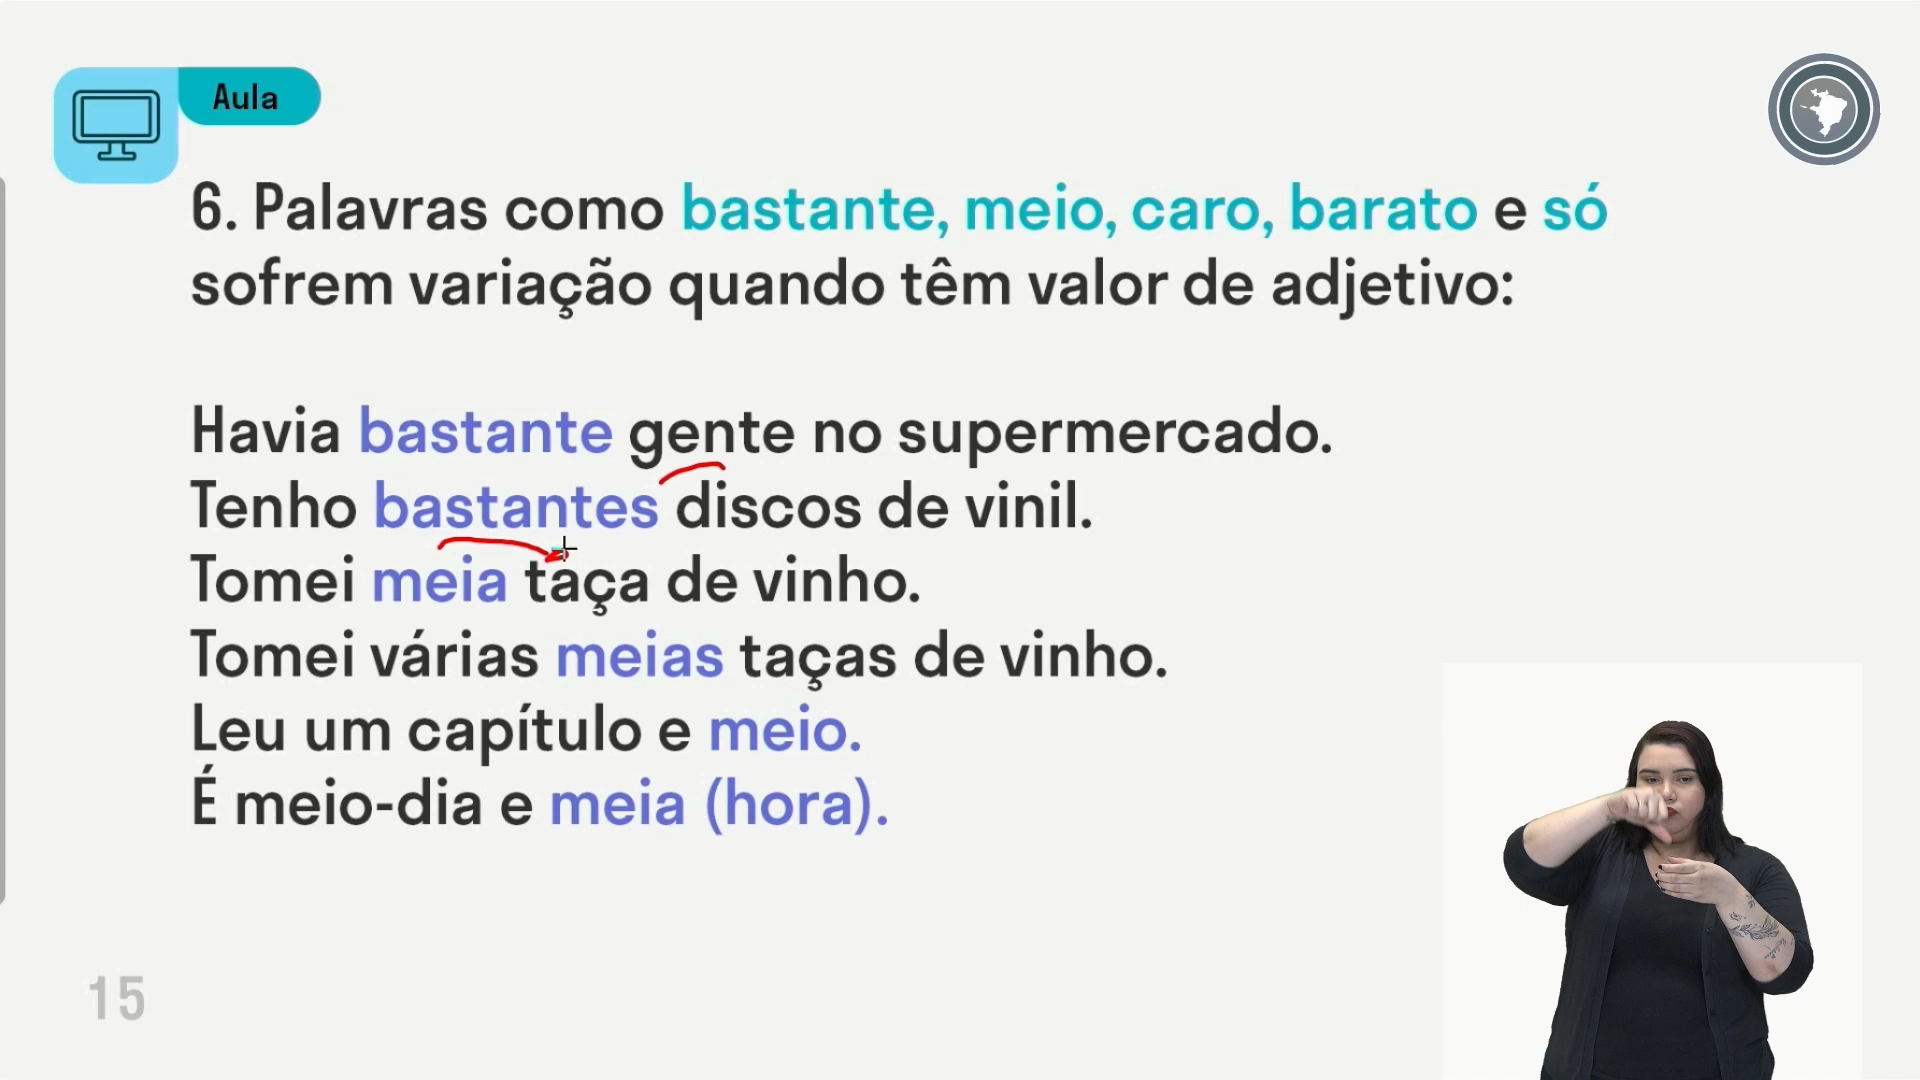 Aula
6. Palavras como bastante, meio, caro, barato e só
sofrem variação quando têm valor de adjetivo:
Havia bastante gente no supermercado.
Tenho bastantes discos de vinil.
Tomei meia taça de vinho.
Tomei várias meias taças de vinho.
Leu um capítulo e meio.
É meio-dia e meia (hora).
15